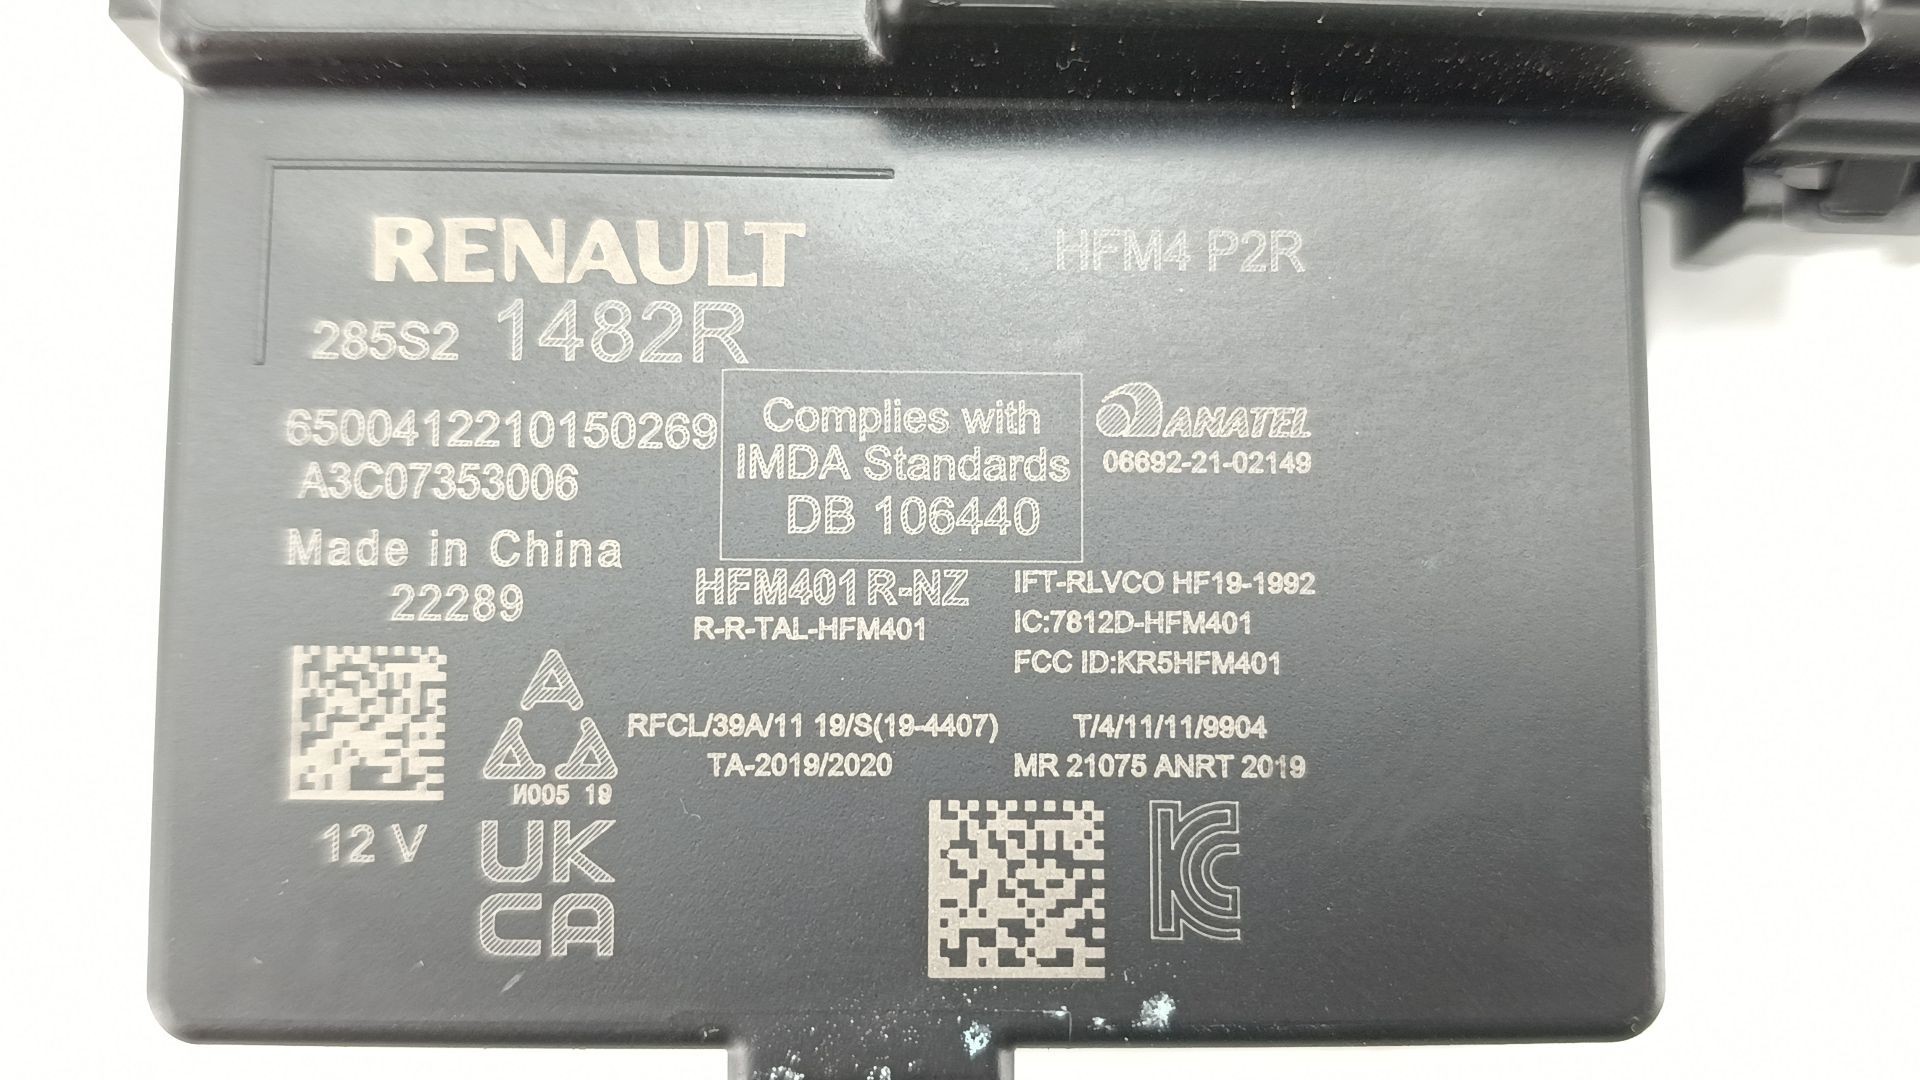 RENAULT
HFM4 P2R
285S2 1482R
6500412210150269
A3C07353006
Made in China
22289
Complies with
IMDA Standards
DB 106440
ANATEL
06692-21-02149
HFM401R-NZ
R-R-TAL-HFM401
IFT-RLVCO HF19-1992
IC:7812D-HFM401
FCC ID:KR5HFM401
RFCL/39A/11 19/S(19-4407)
TA-2019/2020
T/4/11/11/9904
MR 21075 ANRT 2019
И005 19
12 V
UK
CA